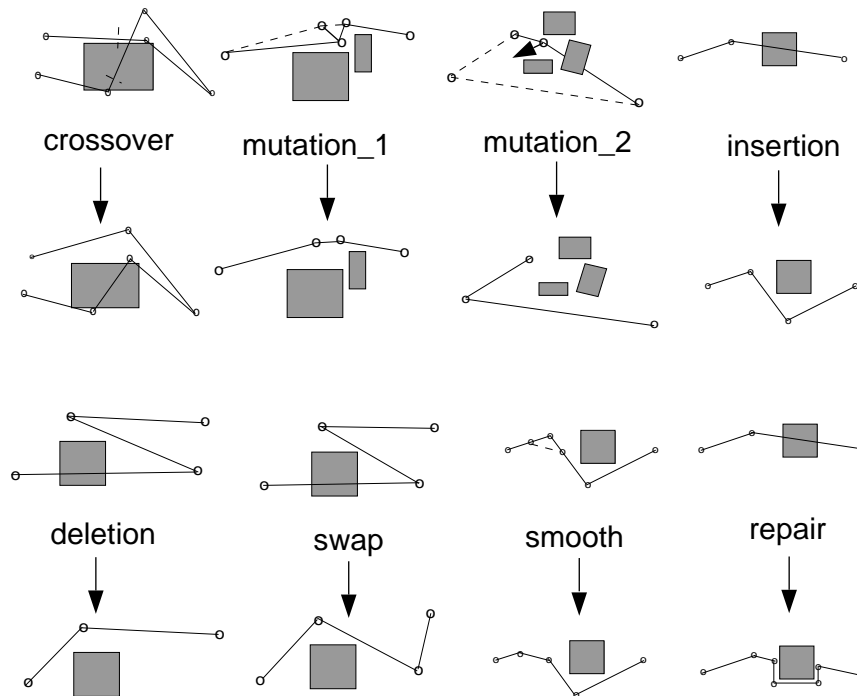 crossover
mutation_1
mutation_2
insertion
deletion
swap
smooth
repair